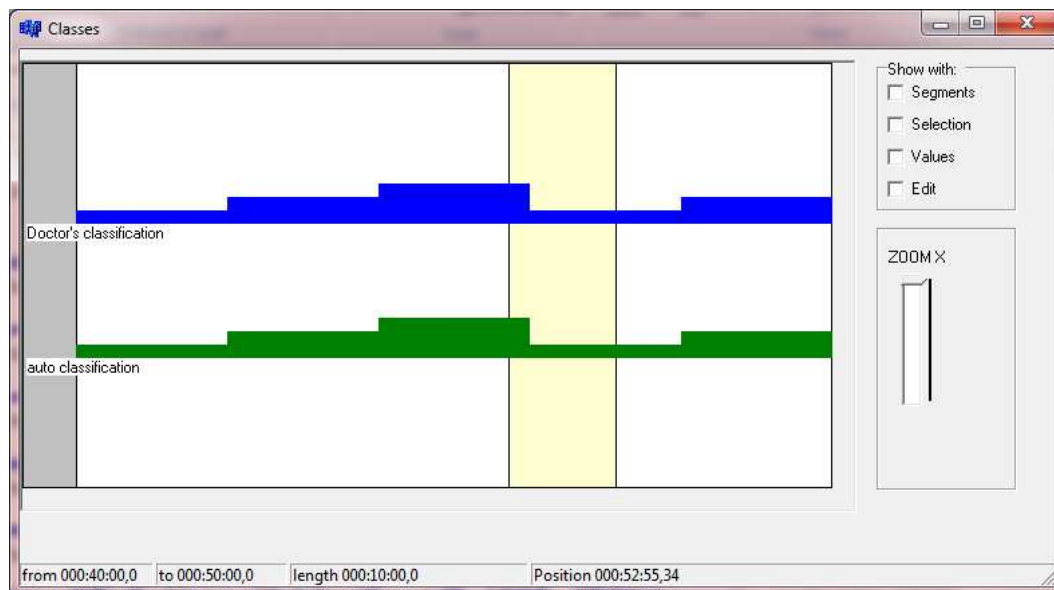 Classes
Show with:
Segments
Selection
Values
Edit
Doctor's classification
ZOOM X
auto classification
from 000:40:00,0 to 000:50:00,0 length 000:10:00,0 Position 000:52:55,34